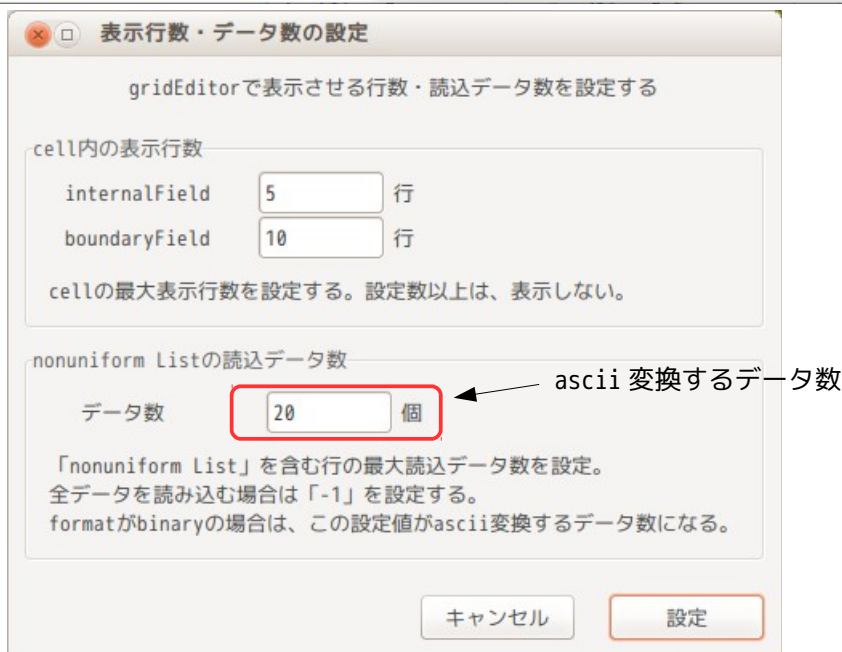 表示行数・データ数の設定
gridEditorで表示させる行数・読込データ数を設定する
cell内の表示行数
internalField 5 行
boundaryField 10 行
cellの最大表示行数を設定する。設定数以上は、表示しない。
nonuniform Listの読込データ数
ascii 変換するデータ数
データ数 20 個
「nonuniform List」を含む行の最大読込データ数を設定。
全データを読み込む場合は「-1」を設定する。
formatがbinaryの場合は、この設定値がascii変換するデータ数になる。
キャンセル 設定